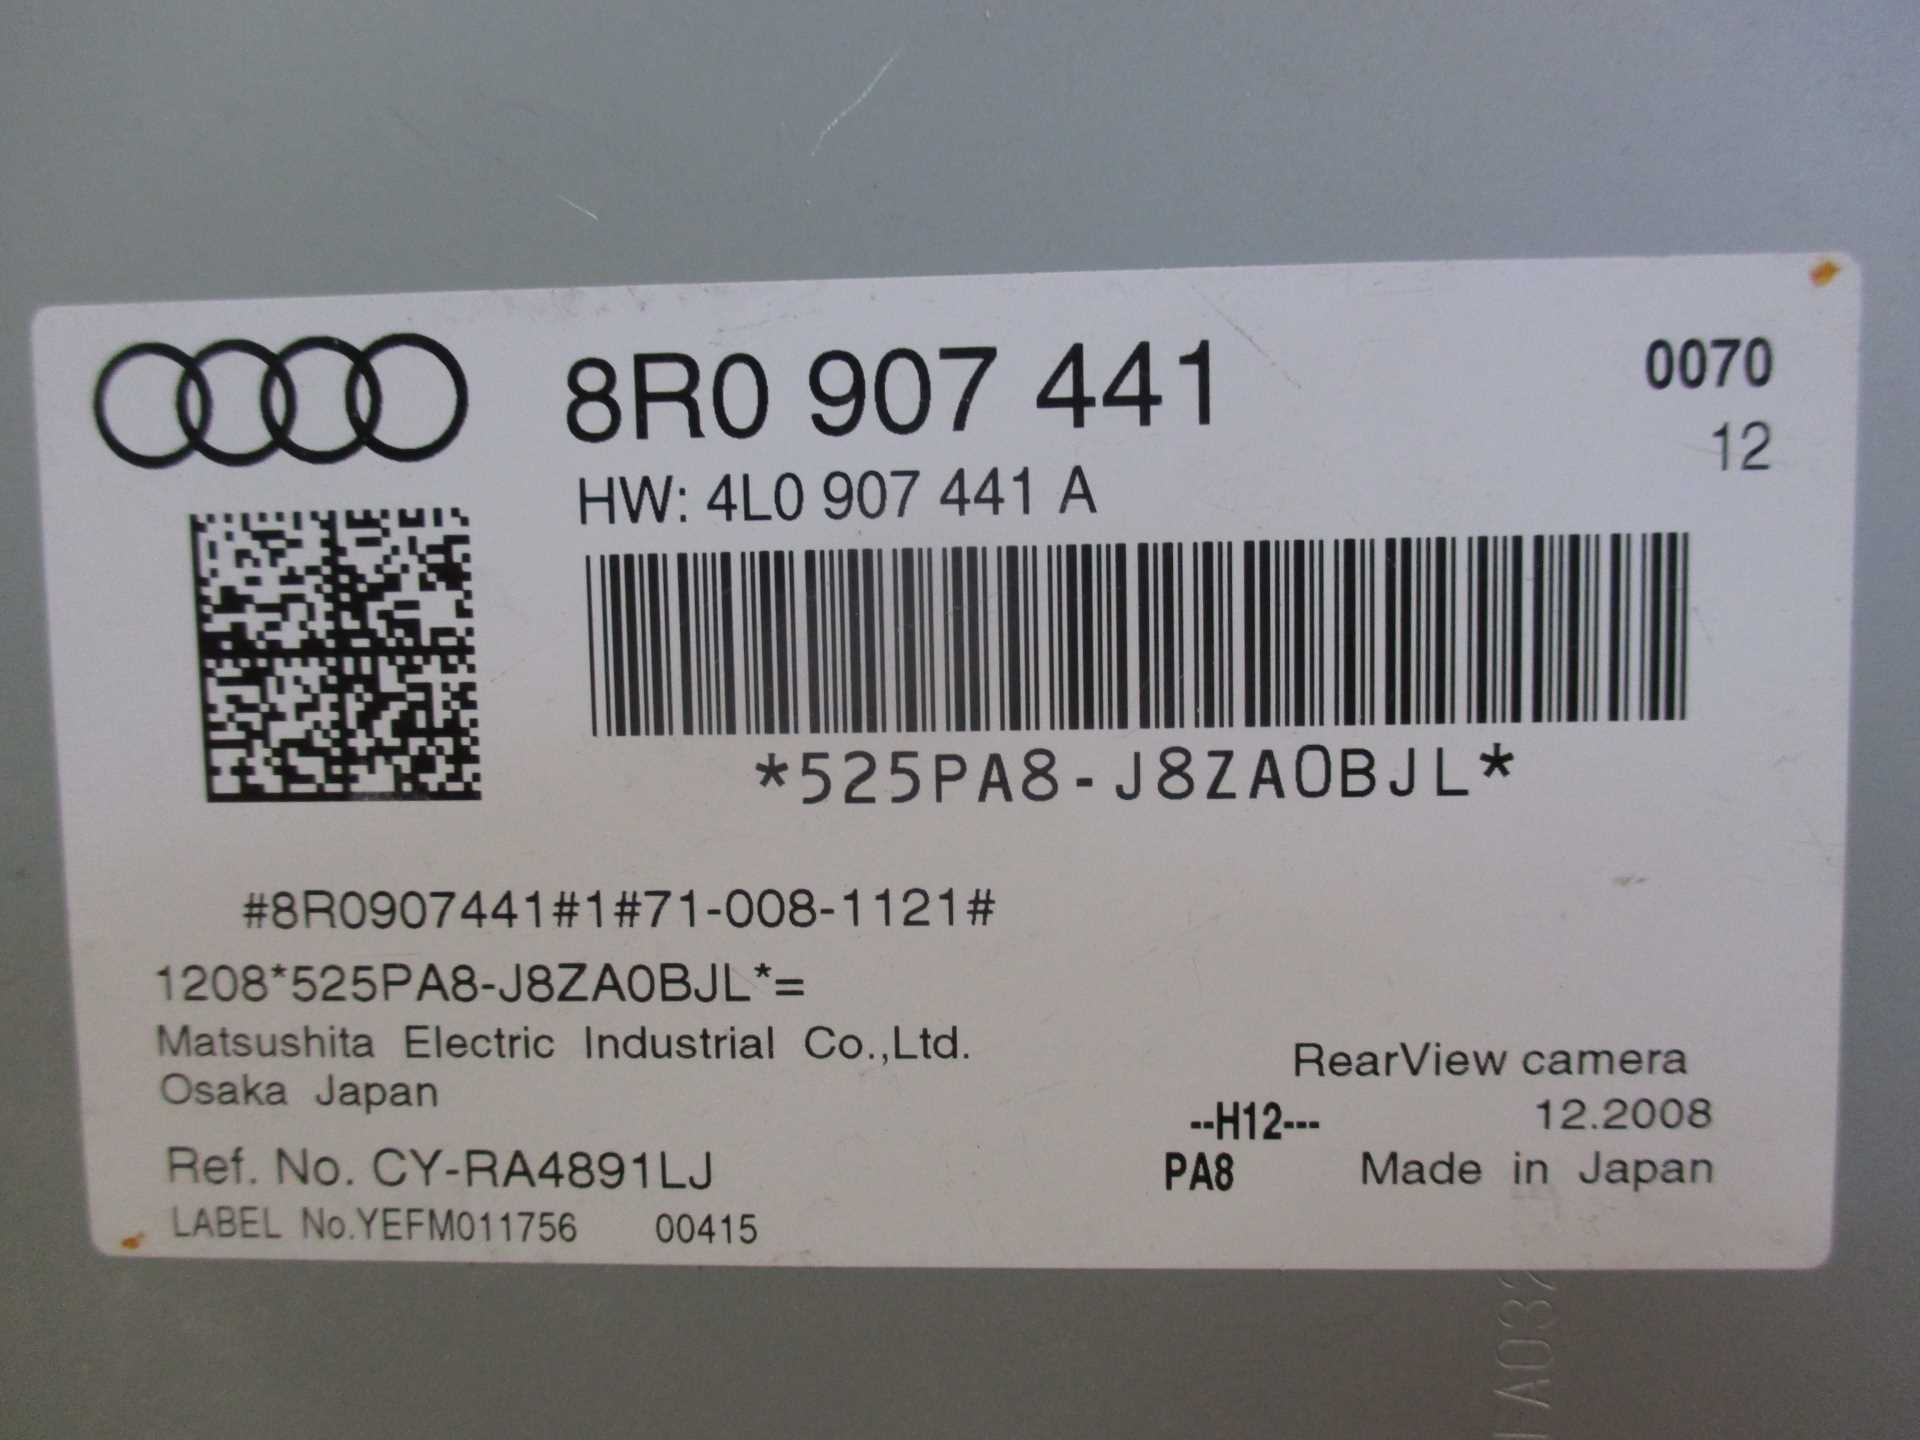 8R0 907 441
0070
12
HW: 4L0 907 441 A
*525PA8-J8ZA0BJL*
#8R0907441#1#71-008-1121#
1208*525PA8-J8ZA0BJL*=
Matsushita Electric Industrial Co.,Ltd.
Osaka Japan
RearView camera
--H12---
12.2008
Ref. No. CY-RA4891LJ
PA8
Made in Japan
LABEL No.YEFM011756 00415